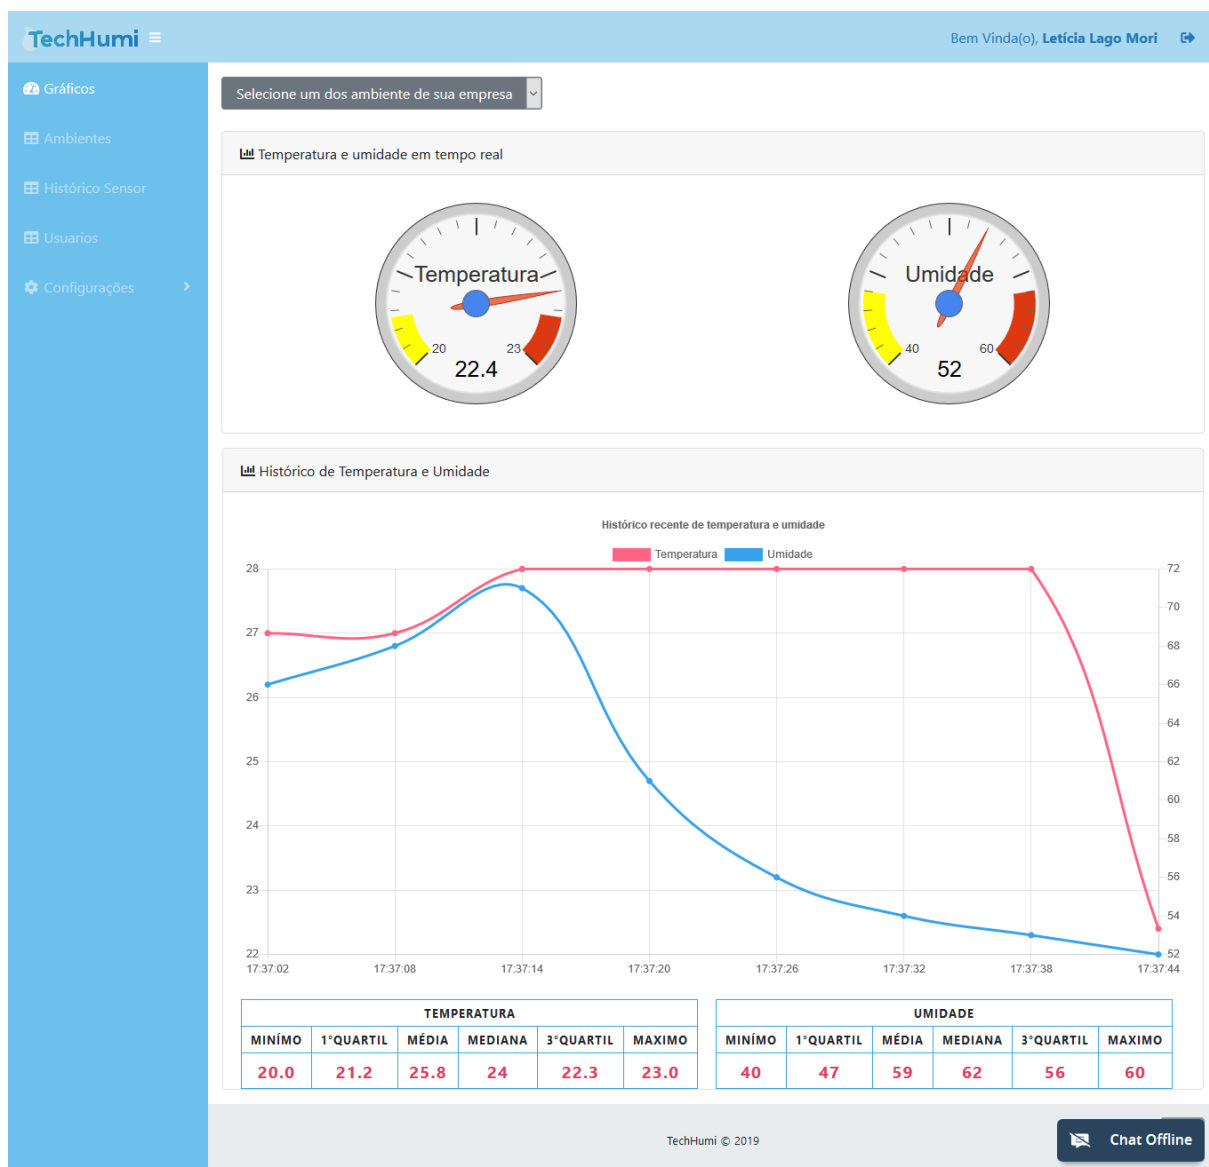 TechHumi
Bem Vinda(o), Letícia Lago Mori
Gráficos
Ambientes
Histórico Sensor
Usuarios
Configurações
Selecione um dos ambiente de sua empresa
Temperatura e umidade em tempo real
Temperatura
20
23
22.4
Umidade
40
60
52
Histórico de Temperatura e Umidade
Histórico recente de temperatura e umidade
Temperatura Umidade
28
27
26
25
24
23
22
72
70
68
66
64
62
60
58
56
54
52
17:37:02 17:37:08 17:37:14 17:37:20 17:37:26 17:37:32 17:37:38 17:37:44
TEMPERATURA
MINÍMO 1°QUARTIL MÉDIA MEDIANA 3°QUARTIL MAXIMO
20.0 21.2 25.8 24 22.3 23.0
UMIDADE
MINÍMO 1°QUARTIL MÉDIA MEDIANA 3°QUARTIL MAXIMO
40 47 59 62 56 60
TechHumi © 2019
Chat Offline